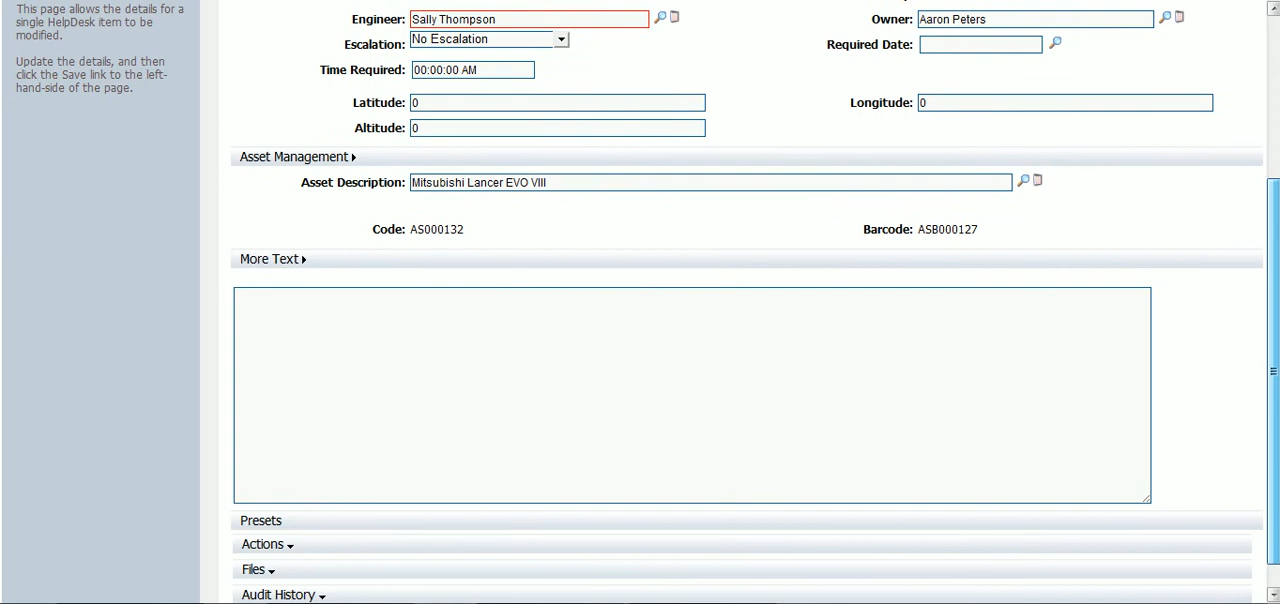 This page allows the details for a
single HelpDesk item to be
modified.
Update the details, and then
click the Save link to the left-
hand-side of the page.
Engineer: Sally Thompson
Owner: Aaron Peters
Escalation: No Escalation
Required Date:
Time Required: 00:00:00 AM
Latitude: 0
Longitude: 0
Altitude: 0
Asset Management
Asset Description: Mitsubishi Lancer EVO VIII
Code: AS000132
Barcode: ASB000127
More Text
Presets
Actions
Files
Audit History